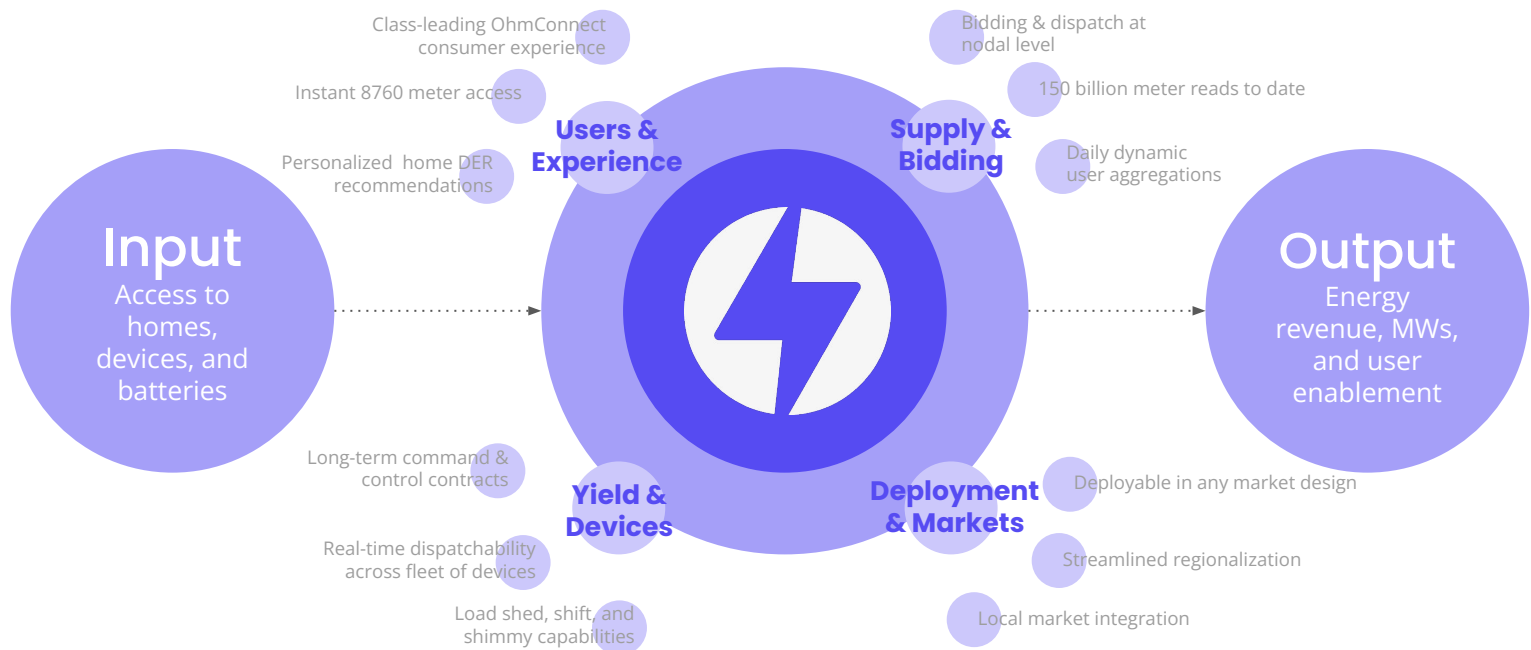 Class-leading OhmConnect
consumer experience
Instant 8760 meter access
Personalized  home DER
recommendations
Users &
Experience
Bidding & dispatch at
nodal level
150 billion meter reads to date
Daily dynamic
user aggregations
Supply &
Bidding
Input
Access to
homes,
devices, and
batteries
Output
Energy
revenue, MWs,
and user
enablement
Long-term command &
control contracts
Real-time dispatchability
across fleet of devices
Load shed, shift, and
shimmy capabilities
Yield &
Devices
Deployment
& Markets
Deployable in any market design
Streamlined regionalization
Local market integration